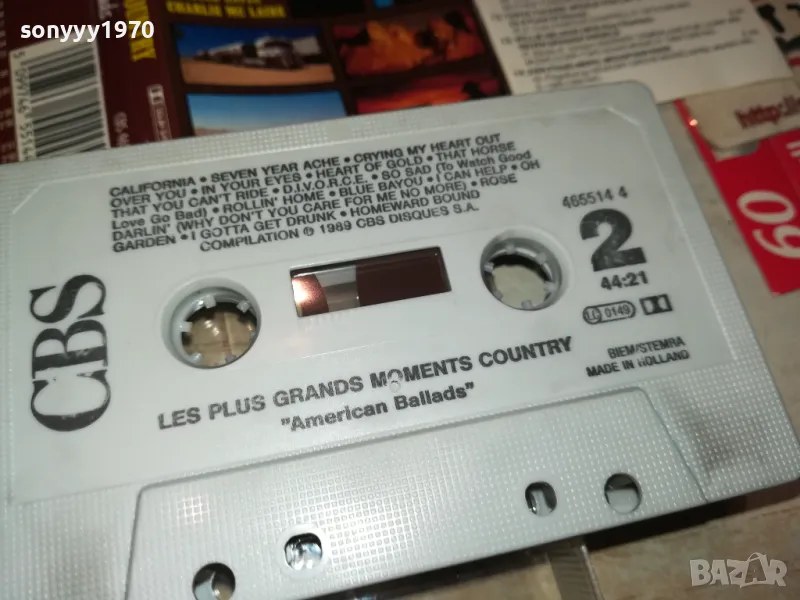 sonyyy1970
CHARLIE MC LAINE
CALIFORNIA • SEVEN YEAR ACHE • CRYING MY HEART OUT
OVER YOU • IN YOUR EYES • HEART OF GOLD • THAT HORSE
THAT YOU CAN'T RIDE • D.I.V.O.R.C.E. • SO SAD (To Watch Good
Love Go Bad) • ROLLIN' HOME • BLUE BAYOU • I CAN HELP • OH
DARLIN' (WHY DON'T YOU CARE FOR ME NO MORE) • ROSE
GARDEN • I GOTTA GET DRUNK • HOMEWARD BOUND
COMPILATION ℗ 1989 CBS DISQUES S.A.
465514 4
2
44:21
LC 0149
BIEM/STEMRA
MADE IN HOLLAND
CBS
LES PLUS GRANDS MOMENTS COUNTRY
"American Ballads"
60
BAZAR